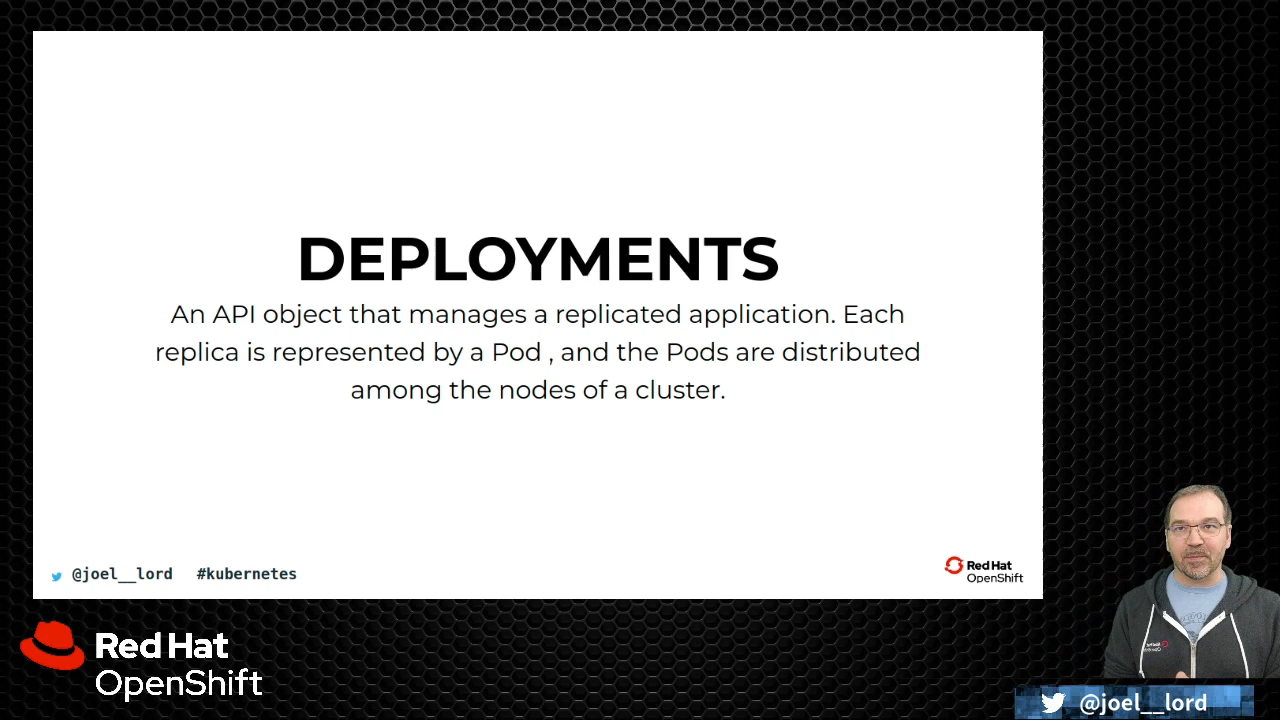 DEPLOYMENTS
An API object that manages a replicated application. Each
replica is represented by a Pod , and the Pods are distributed
among the nodes of a cluster.
@joel__lord #kubernetes
Red Hat
OpenShift
Red Hat
OpenShift
@joel__lord